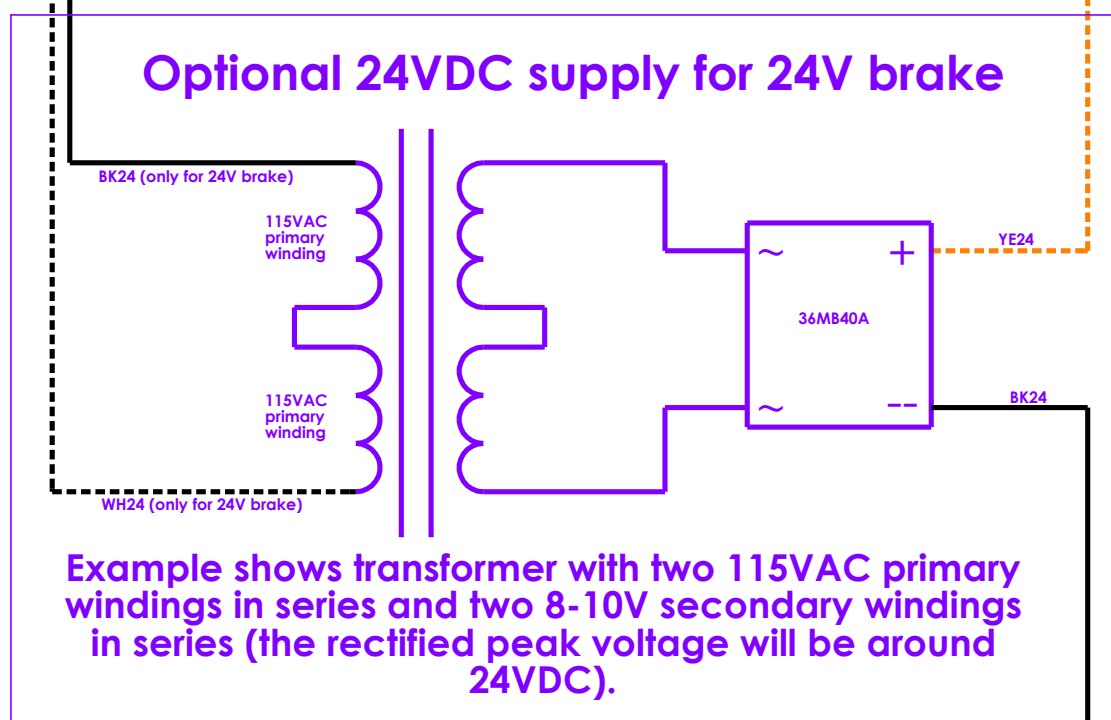 Optional 24VDC supply for 24V brake
BK24 (only for 24V brake)
115VAC
primary
winding
~
+
YE24
36MB40A
115VAC
primary
winding
~
--
BK24
WH24 (only for 24V brake)
Example shows transformer with two 115VAC primary
windings in series and two 8-10V secondary windings
in series (the rectified peak voltage will be around
24VDC).